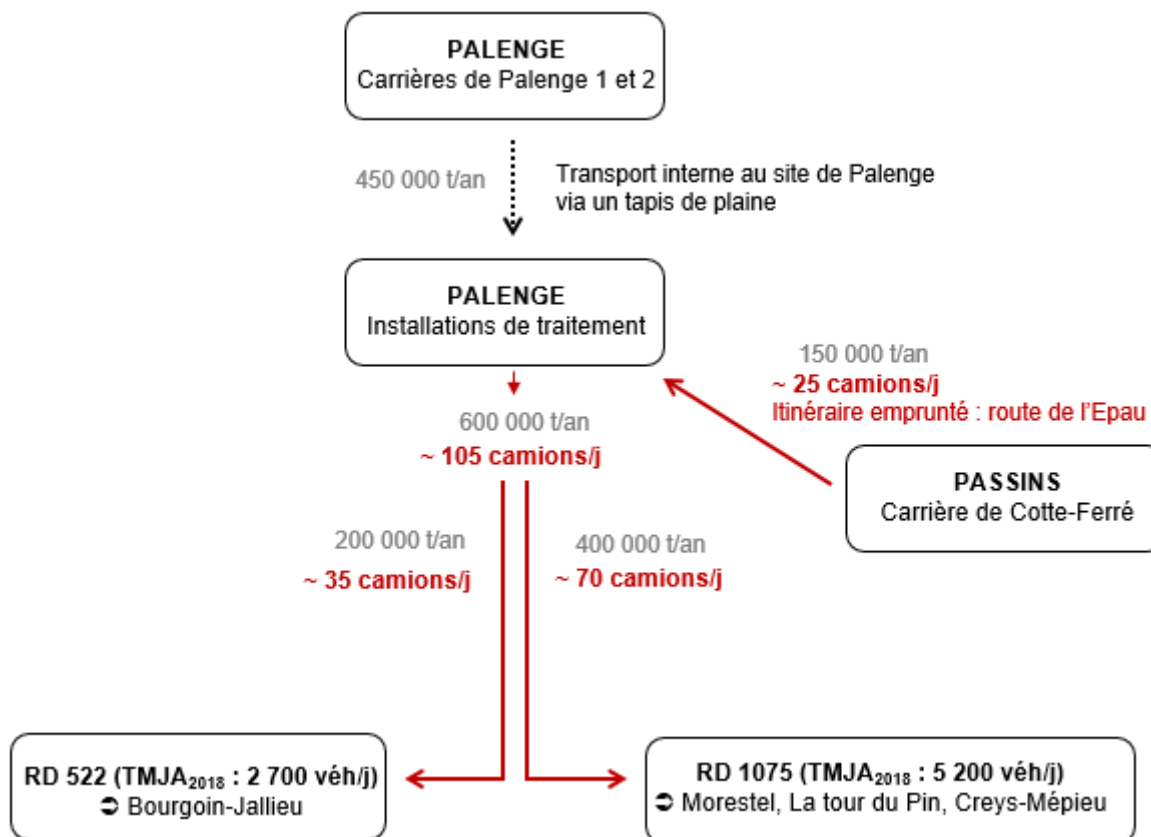 PALENGE
Carrières de Palenge 1 et 2
450 000 t/an
Transport interne au site de Palenge
via un tapis de plaine
PALENGE
Installations de traitement
150 000 t/an
~ 25 camions/j
Itinéraire emprunté : route de l'Epau
600 000 t/an
~ 105 camions/j
PASSINS
Carrière de Cotte-Ferré
200 000 t/an
~ 35 camions/j
400 000 t/an
~ 70 camions/j
RD 522 (TMJA2018 : 2 700 véh/j)
➲ Bourgoin-Jallieu
RD 1075 (TMJA2018 : 5 200 véh/j)
➲ Morestel, La tour du Pin, Creys-Mépieu